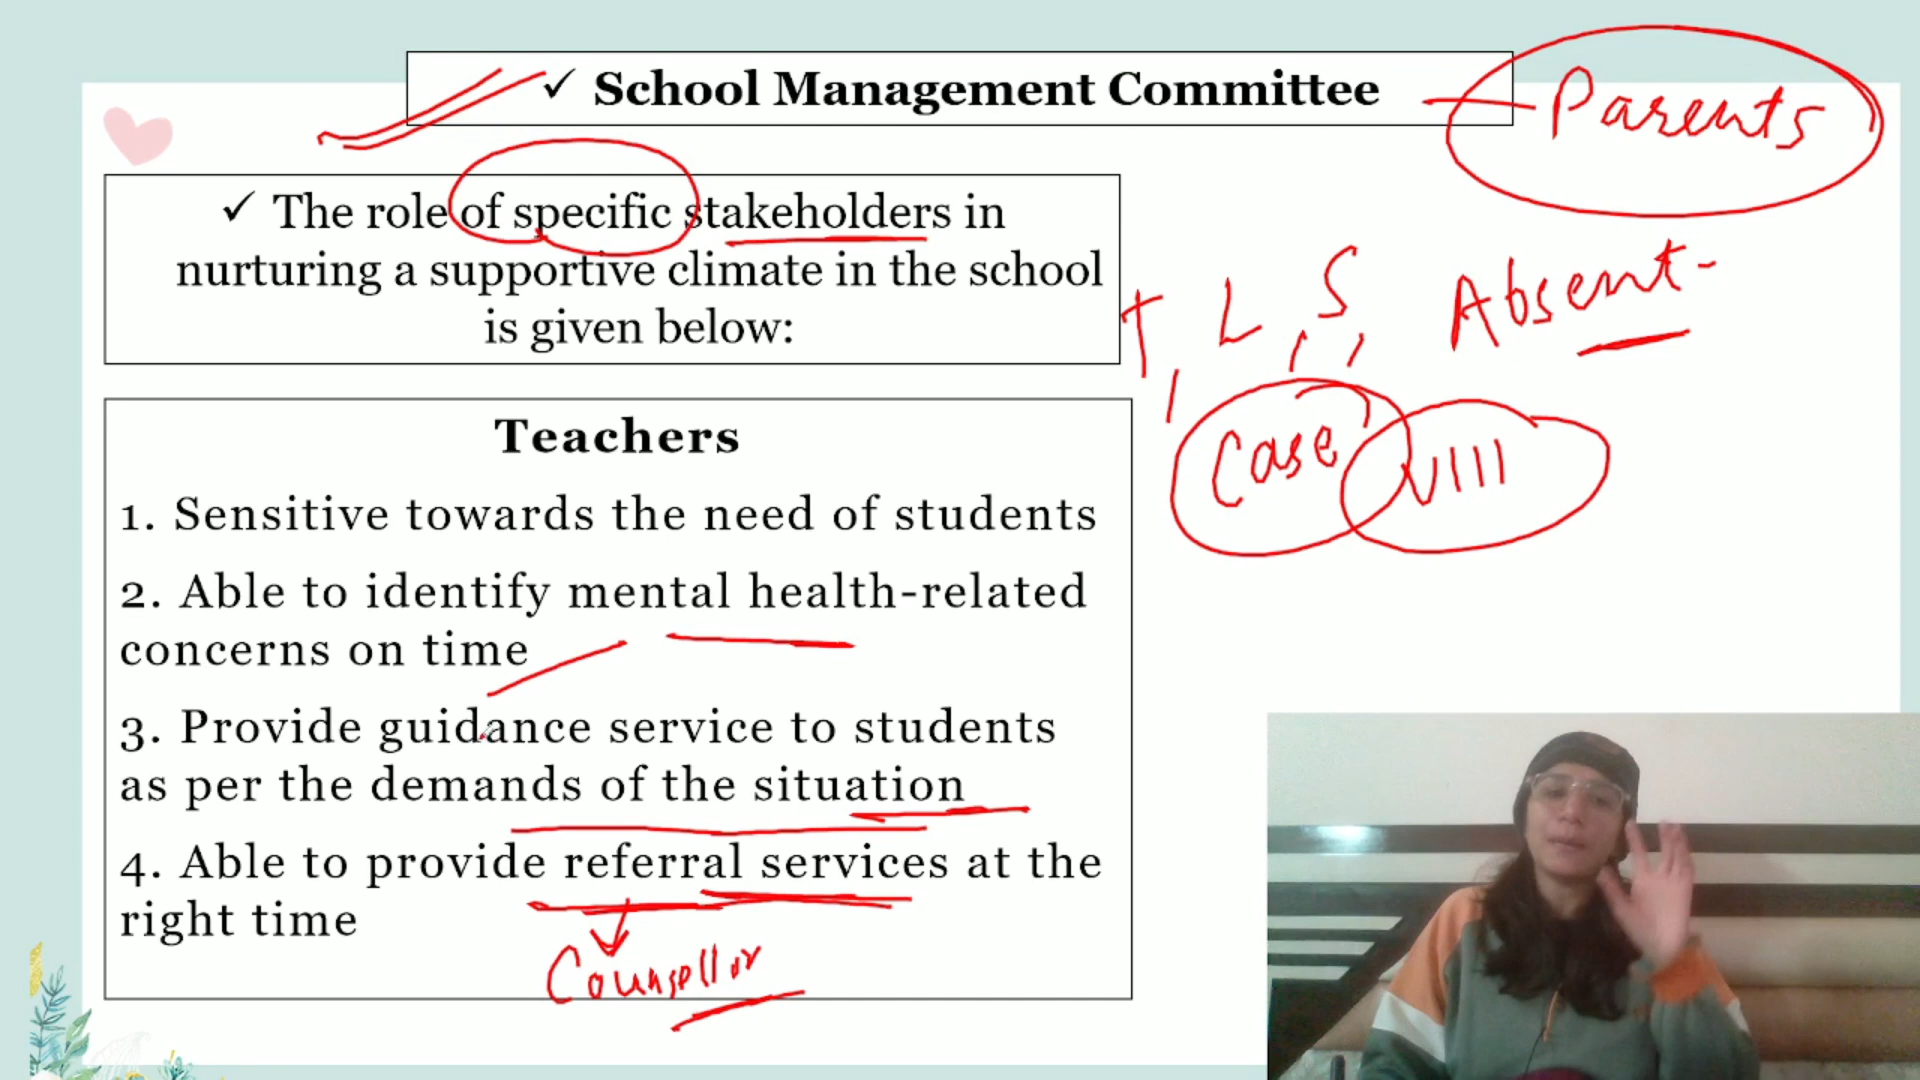 ✓ School Management Committee
Parents
✓ The role of specific stakeholders in
nurturing a supportive climate in the school
is given below:
T, L, S, Absent-
Case VIII
Teachers
1. Sensitive towards the need of students
2. Able to identify mental health-related
concerns on time
3. Provide guidance service to students
as per the demands of the situation
4. Able to provide referral services at the
right time
Counsellor